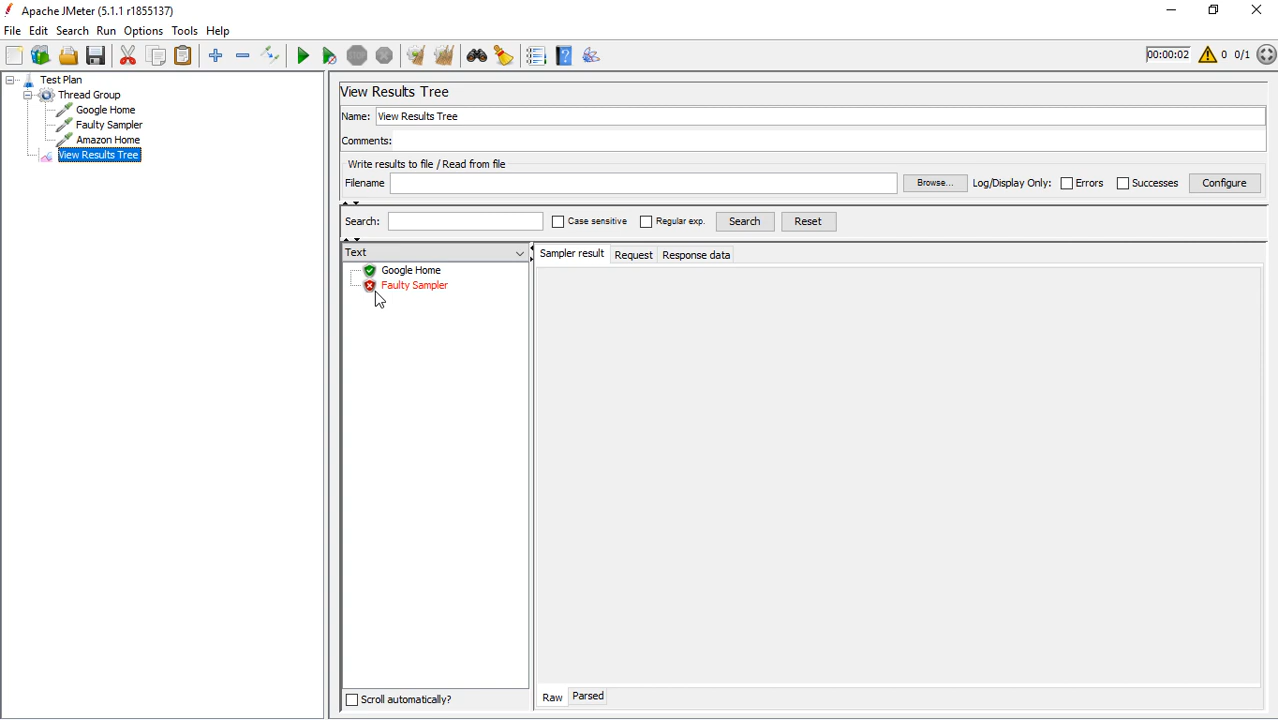 Apache JMeter (5.1.1 r1855137)
File Edit Search Run Options Tools Help
STOP
00:00:02 0 0/1
Test Plan
Thread Group
Google Home
Faulty Sampler
Amazon Home
View Results Tree
View Results Tree
Name: View Results Tree
Comments:
Write results to file / Read from file
Filename Browse... Log/Display Only: Errors Successes Configure
Search: Case sensitive Regular exp. Search Reset
Text
Google Home
Faulty Sampler
Sampler result Request Response data
Scroll automatically?
Raw Parsed